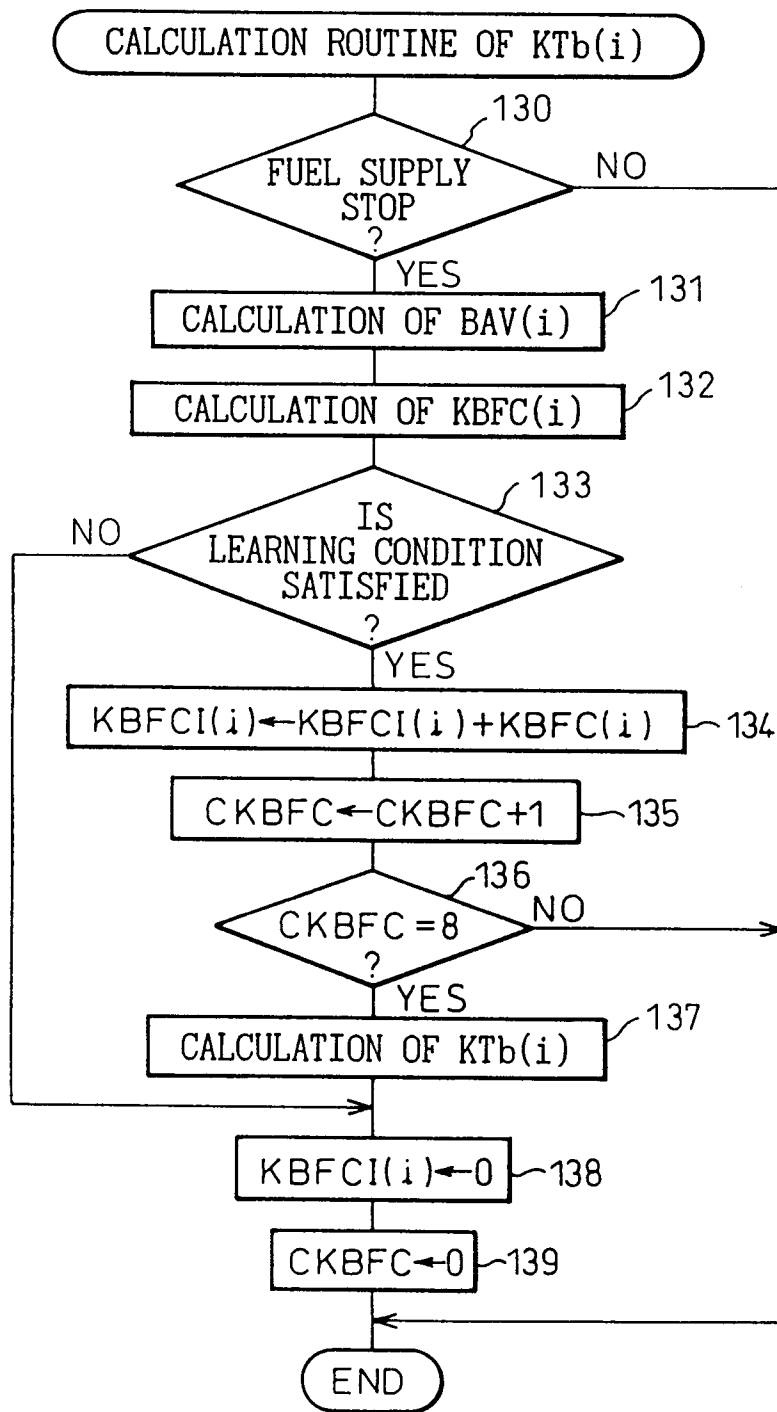 CALCULATION ROUTINE OF KTb(i)
130
FUEL SUPPLY
STOP
?
NO
YES
131
CALCULATION OF BAV(i)
132
CALCULATION OF KBFC(i)
133
NO
IS
LEARNING CONDITION
SATISFIED
?
YES
KBFCI(i)←KBFCI(i)+KBFC(i)
134
CKBFC←CKBFC+1
135
136
CKBFC=8
?
NO
YES
137
CALCULATION OF KTb(i)
KBFCI(i)←0
138
CKBFC←0
139
END